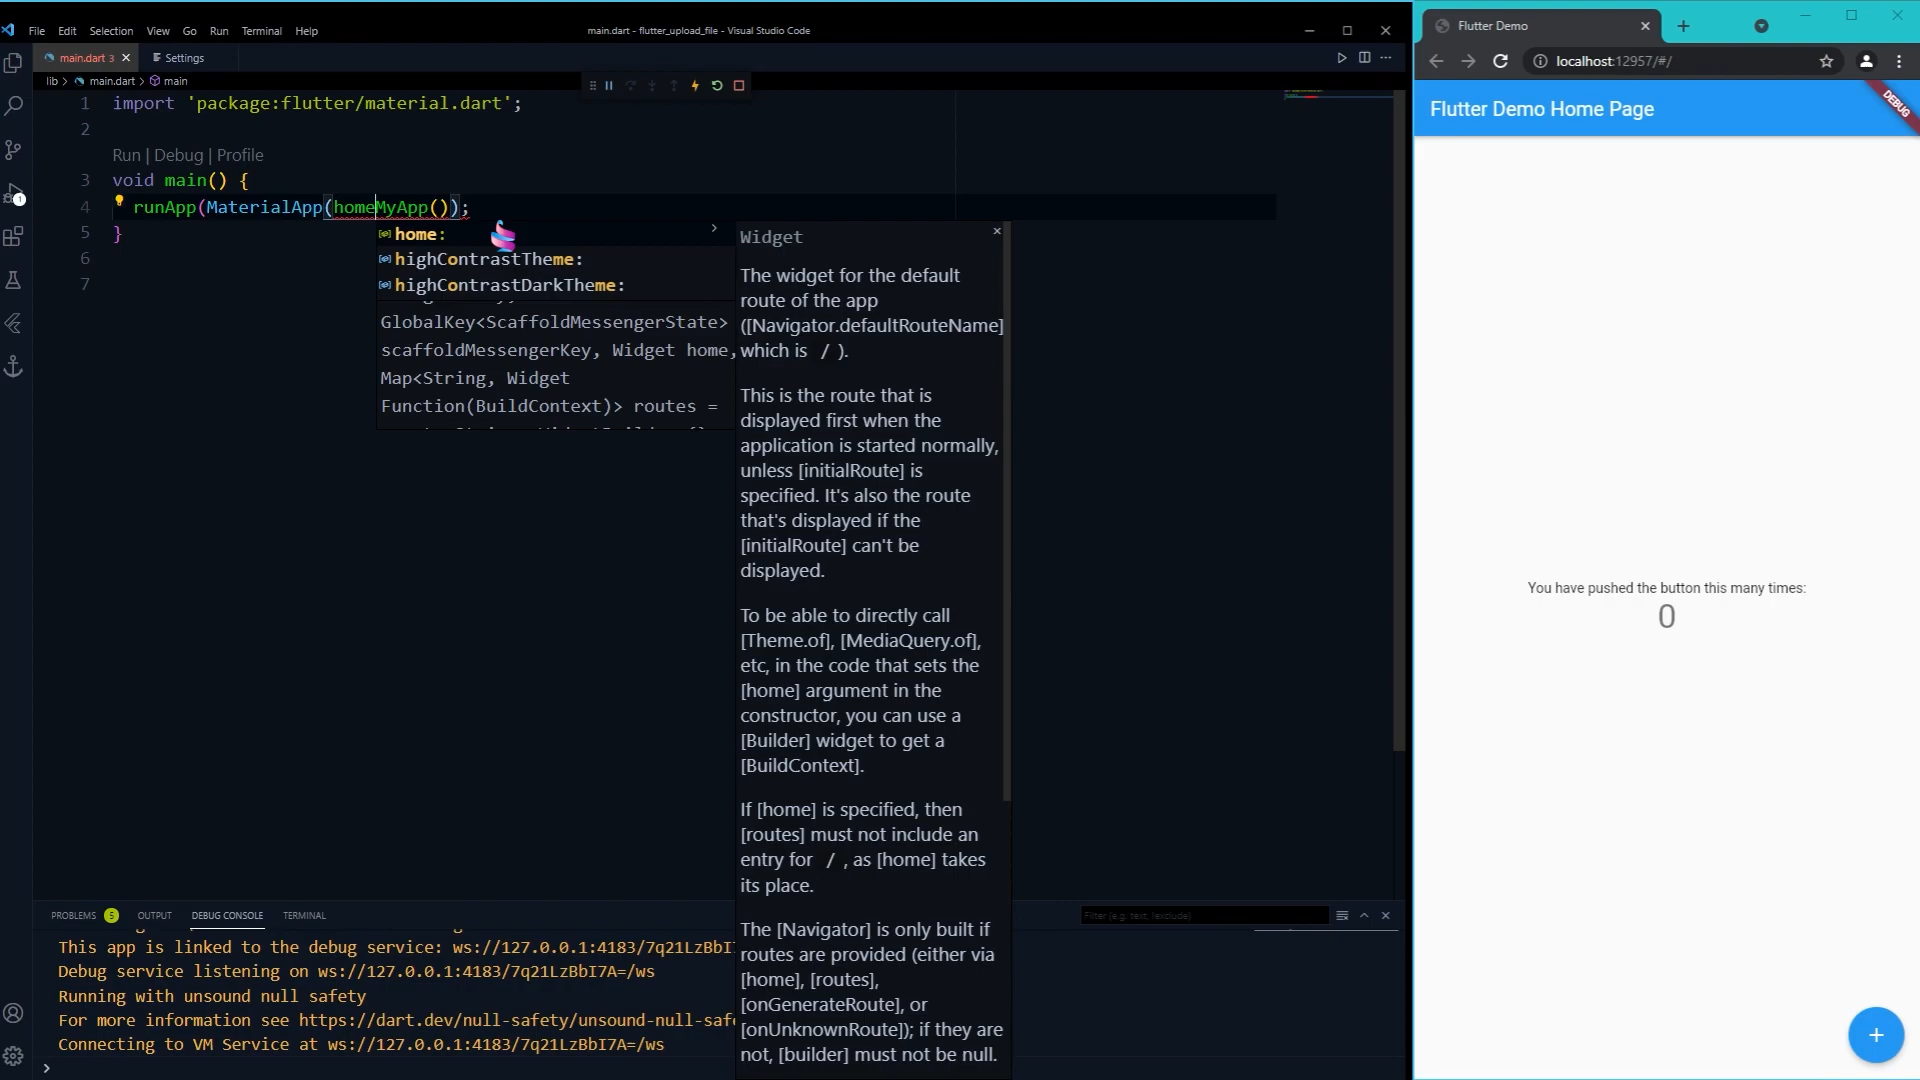 File Edit Selection View Go Run Terminal Help
main.dart - flutter_upload_file - Visual Studio Code
main.dart 3
Settings
lib > main.dart > main
1 import 'package:flutter/material.dart';
2
Run | Debug | Profile
3 void main() {
4 runApp(MaterialApp(homeMyApp());
5 }
6
7
home:
highContrastTheme:
highContrastDarkTheme:
GlobalKey<ScaffoldMessengerState>
scaffoldMessengerKey, Widget home,
Map<String, Widget
Function(BuildContext)> routes =
Widget
The widget for the default
route of the app
([Navigator.defaultRouteName]
which is / ).
This is the route that is
displayed first when the
application is started normally,
unless [initialRoute] is
specified. It's also the route
that's displayed if the
[initialRoute] can't be
displayed.
To be able to directly call
[Theme.of], [MediaQuery.of],
etc, in the code that sets the
[home] argument in the
constructor, you can use a
[Builder] widget to get a
[BuildContext].
If [home] is specified, then
[routes] must not include an
entry for / , as [home] takes
its place.
The [Navigator] is only built if
routes are provided (either via
[home], [routes],
[onGenerateRoute], or
[onUnknownRoute]); if they are
not, [builder] must not be null.
PROBLEMS 5 OUTPUT DEBUG CONSOLE TERMINAL
Filter (e.g. text, !exclude)
This app is linked to the debug service: ws://127.0.0.1:4183/7q21LzBbI
Debug service listening on ws://127.0.0.1:4183/7q21LzBbI7A=/ws
Running with unsound null safety
For more information see https://dart.dev/null-safety/unsound-null-saf
Connecting to VM Service at ws://127.0.0.1:4183/7q21LzBbI7A=/ws
>
1
Flutter Demo
localhost:12957/#/
Flutter Demo Home Page
DEBUG
You have pushed the button this many times:
0
+